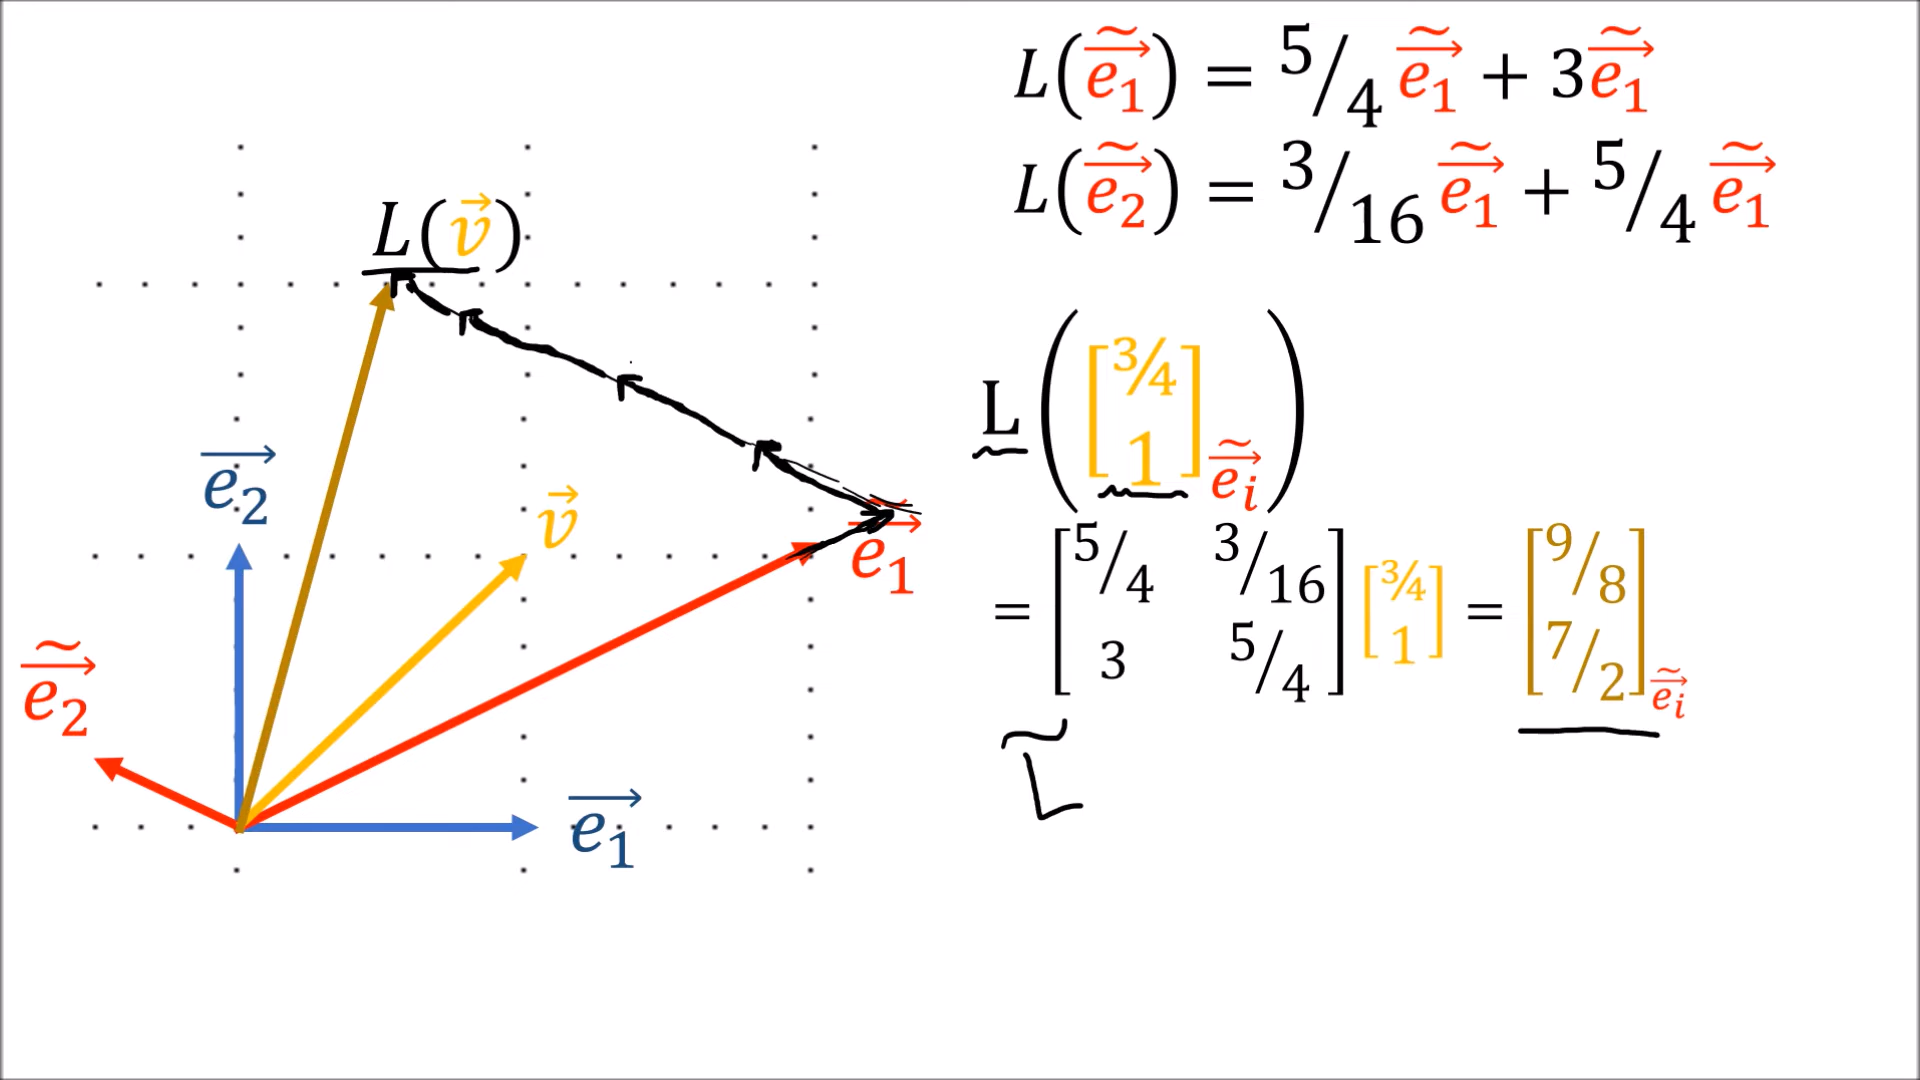 L(ẽ₁⃗) = 5/4 ẽ₁⃗ + 3ẽ₁⃗
L(ẽ₂⃗) = 3/16 ẽ₁⃗ + 5/4 ẽ₁⃗
L(v⃗)
L([¾ 1]ẽᵢ⃗)
e₂⃗
v⃗
ẽ₁⃗
= [5/4 3/16
3 5/4] [¾ 1] = [9/8 7/2]ẽᵢ⃗
ẽ₂⃗
L̃
e₁⃗